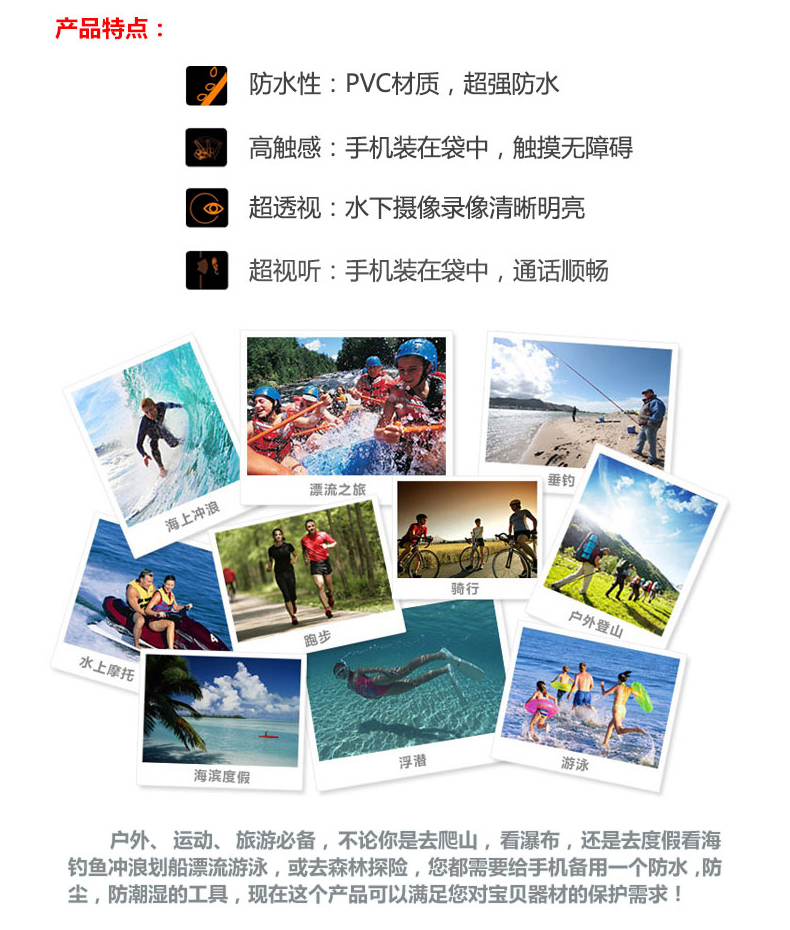 产品特点：
防水性：PVC材质，超强防水
高触感：手机装在袋中，触摸无障碍
超透视：水下摄像录像清晰明亮
超视听：手机装在袋中，通话顺畅
海上冲浪
漂流之旅
垂钓
水上摩托
跑步
骑行
户外登山
海滨度假
浮潜
游泳
户外、运动、旅游必备，不论你是去爬山，看瀑布，还是去度假看海
钓鱼冲浪划船漂流游泳，或去森林探险，您都需要给手机备用一个防水,防
尘，防潮湿的工具，现在这个产品可以满足您对宝贝器材的保护需求！